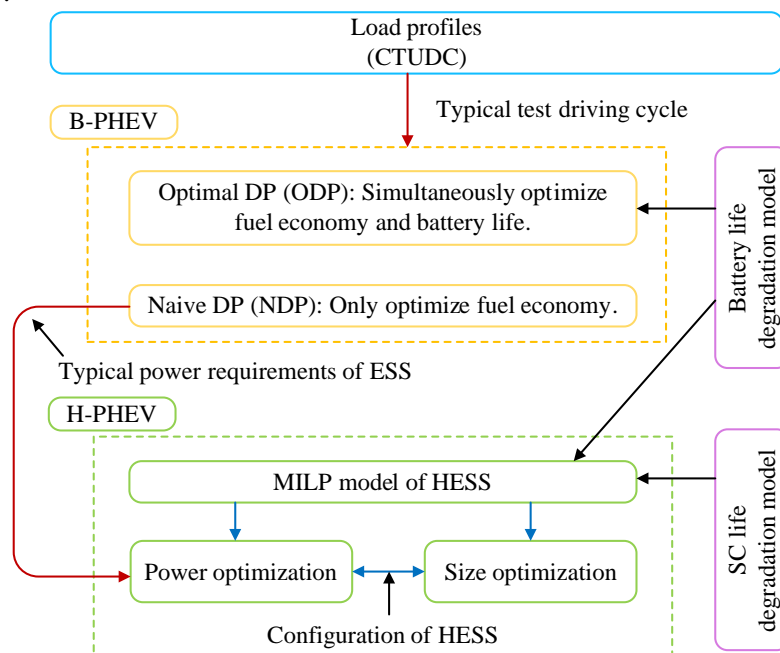 Load profiles
(CTUDC)
Typical test driving cycle
B-PHEV
Optimal DP (ODP): Simultaneously optimize
fuel economy and battery life.
Naive DP (NDP): Only optimize fuel economy.
Battery life
degradation model
Typical power requirements of ESS
H-PHEV
MILP model of HESS
Power optimization
Size optimization
Configuration of HESS
SC life
degradation model